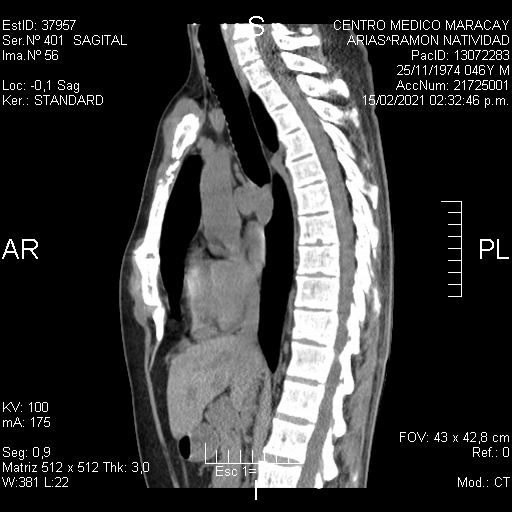 EstID: 37957
Ser.Nº 401 SAGITAL
Ima.Nº 56
Loc: -0,1 Sag
Ker.: STANDARD
S
CENTRO MEDICO MARACAY
ARIAS^RAMON NATIVIDAD
PacID: 13072283
25/11/1974 046Y M
AccNum: 21725001
15/02/2021 02:32:46 p.m.
AR
PL
KV: 100
mA: 175
Seg: 0,9
Matriz 512 x 512 Thk: 3,0
W:381 L:22
Esc 1=
I
FOV: 43 x 42,8 cm
Ref.: 0
Mod.: CT